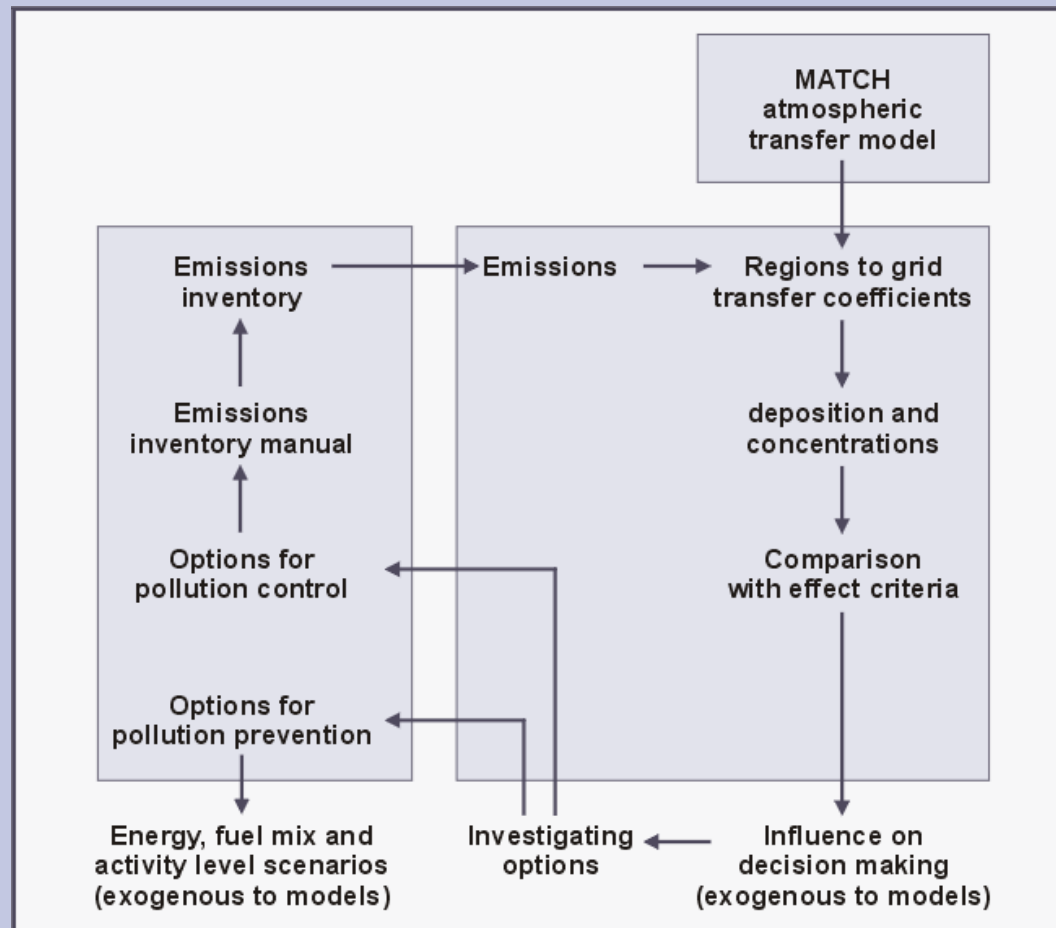 MATCH
atmospheric
transfer model
Emissions
inventory
Emissions
Regions to grid
transfer coefficients
Emissions
inventory manual
deposition and
concentrations
Options for
pollution control
Comparison
with effect criteria
Options for
pollution prevention
Energy, fuel mix and
activity level scenarios
(exogenous to models)
Investigating
options
Influence on
decision making
(exogenous to models)